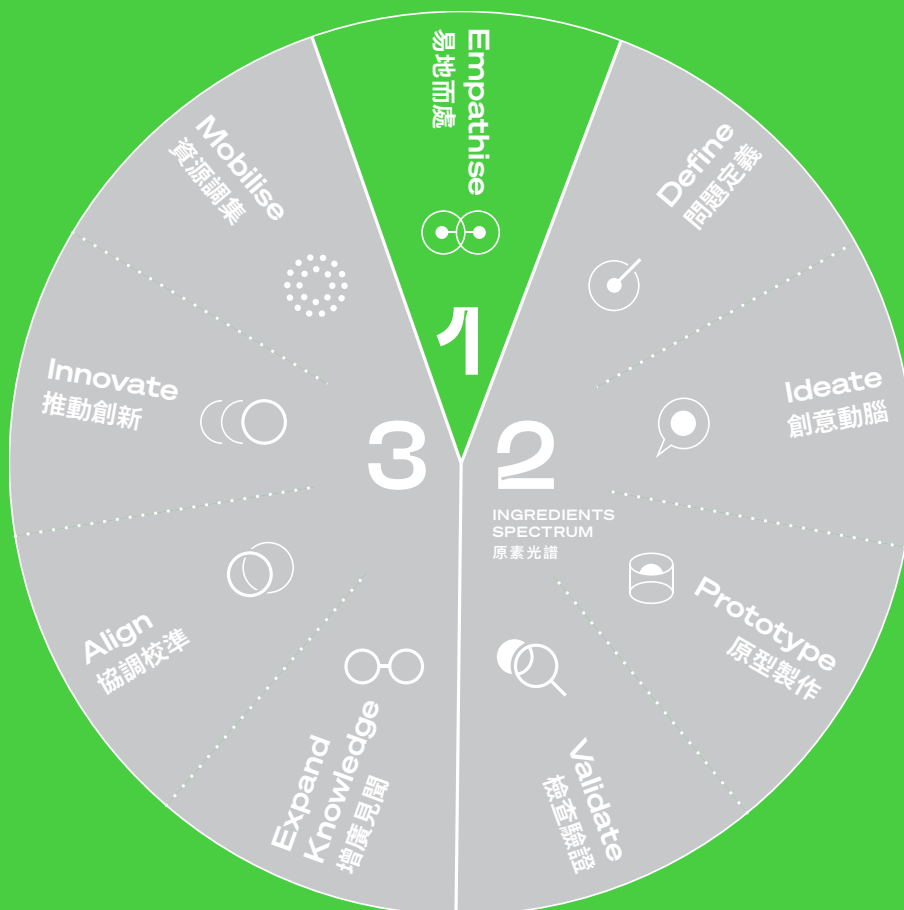 Empathise
易地而處
1
Define
問題定義
Ideate
創意動腦
2
INGREDIENTS
SPECTRUM
原素光譜
Prototype
原型製作
Validate
檢查驗證
3
Expand
Knowledge
增廣見聞
Align
協調校準
Innovate
推動創新
Mobilise
資源調集